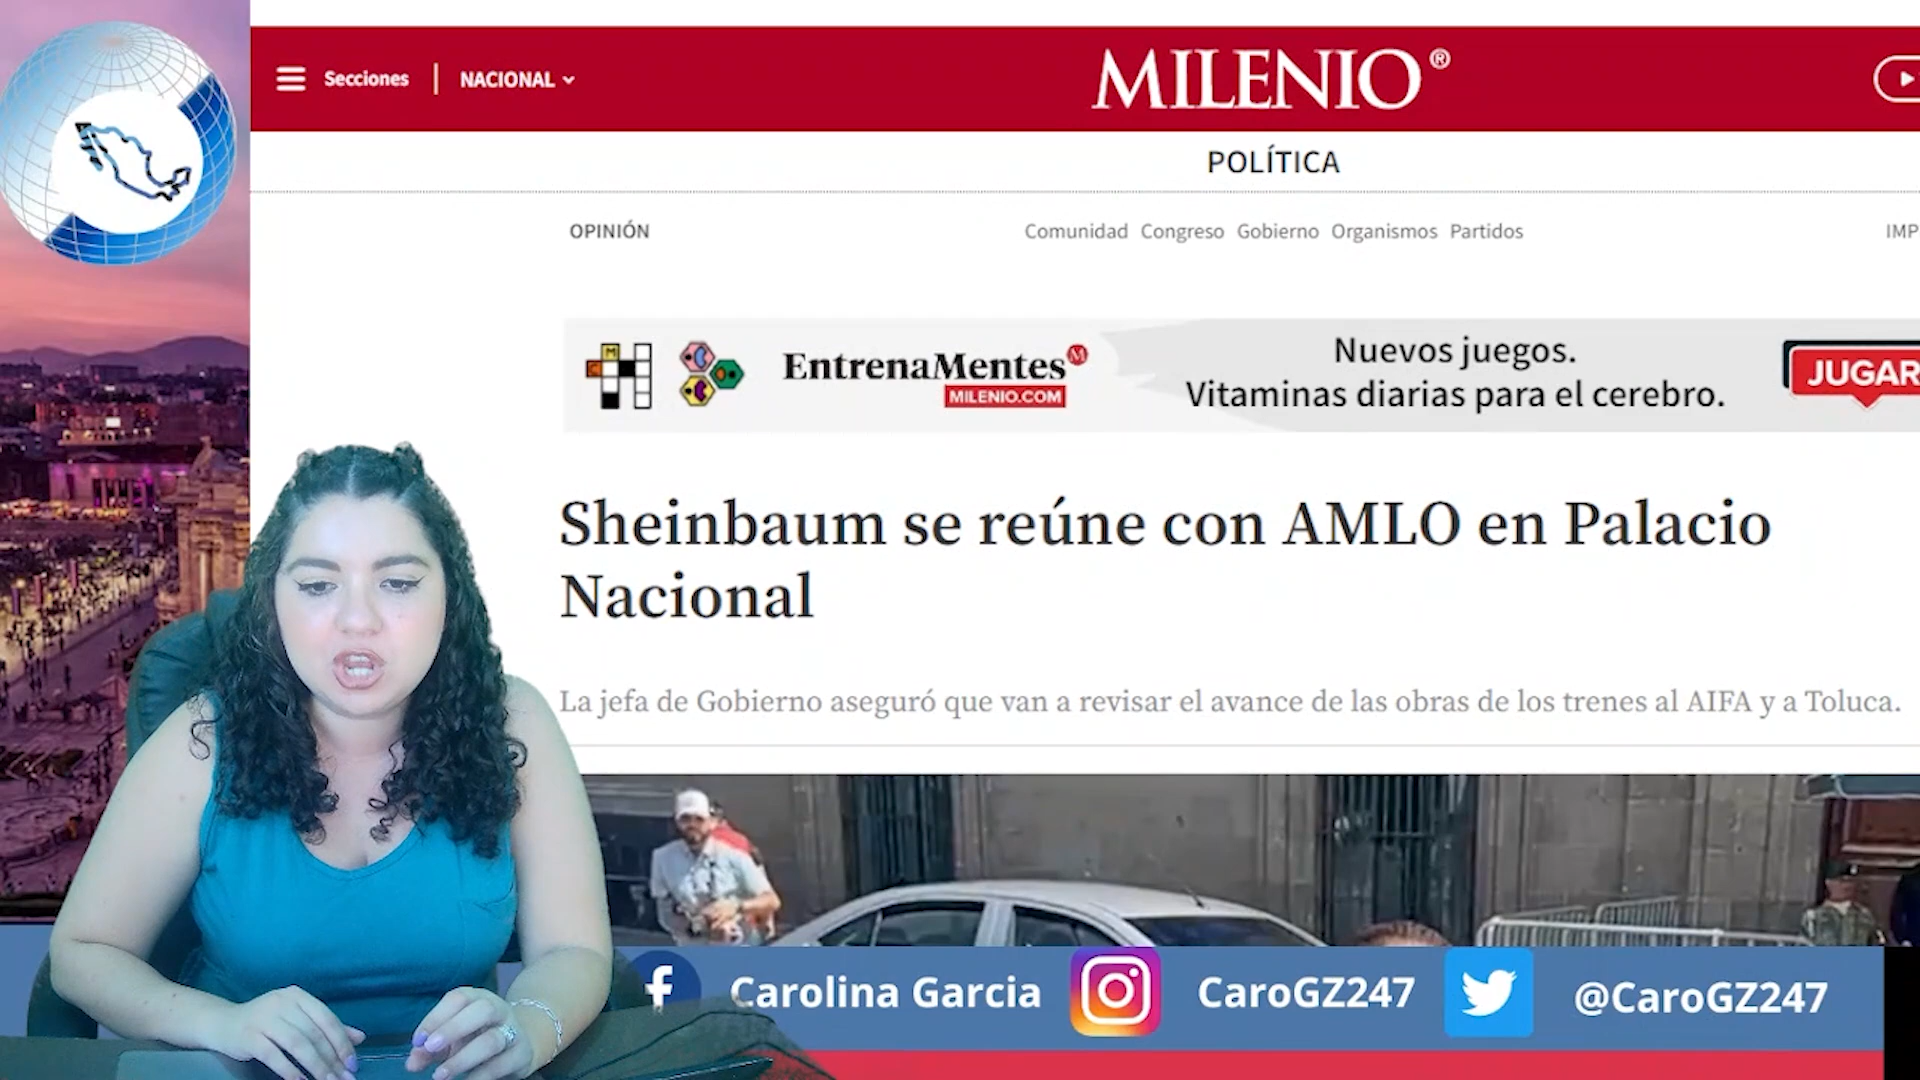 Secciones
NACIONAL
MILENIO®
POLÍTICA
OPINIÓN
Comunidad Congreso Gobierno Organismos Partidos
IMP
M
C
EntrenaMentes M
MILENIO.COM
Nuevos juegos.
Vitaminas diarias para el cerebro.
JUGAR
Sheinbaum se reúne con AMLO en Palacio
Nacional
La jefa de Gobierno aseguró que van a revisar el avance de las obras de los trenes al AIFA y a Toluca.
Carolina Garcia
CaroGZ247
@CaroGZ247